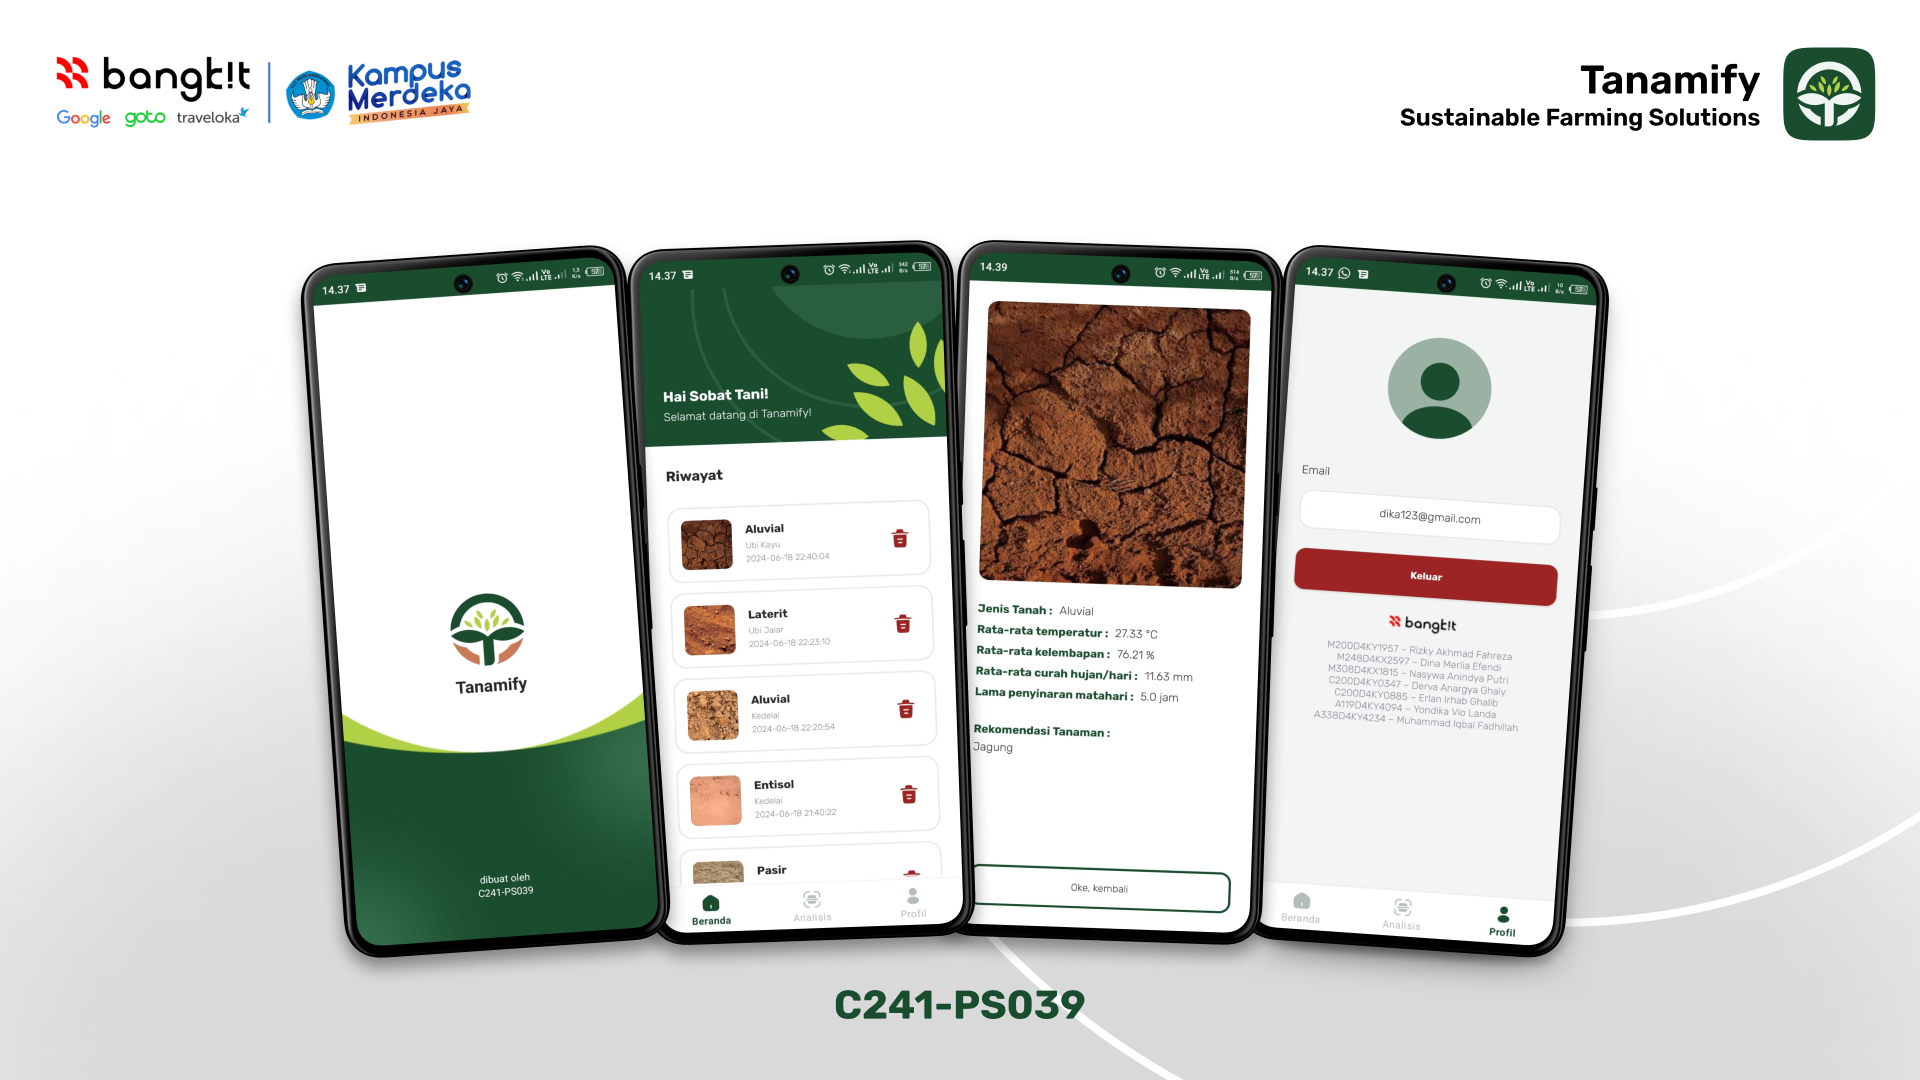 bangk!t
Google goto traveloka
Kampus
Merdeka
INDONESIA JAYA
Tanamify
Sustainable Farming Solutions
14.37
Tanamify
dibuat oleh
C241-PS039
14.37
Hai Sobat Tani!
Selamat datang di Tanamify!
Riwayat
Aluvial
Ubi Kayu
2024-06-18 22:40:04
Laterit
Ubi Jalar
2024-06-18 22:23:10
Aluvial
Kedelai
2024-06-18 22:20:54
Entisol
Kedelai
2024-06-18 21:40:22
Pasir
Beranda
Analisis
Profil
14.39
Jenis Tanah : Aluvial
Rata-rata temperatur : 27.33 °C
Rata-rata kelembapan : 76.21 %
Rata-rata curah hujan/hari : 11.63 mm
Lama penyinaran matahari : 5.0 jam
Rekomendasi Tanaman :
Jagung
Oke, kembali
14.37
Email
dika123@gmail.com
Keluar
bangk!t
M200D4KY1957 – Rizky Akhmad Fahreza
M248D4KX2597 – Dina Merlia Efendi
M308D4KX1815 – Nasywa Anindya Putri
C200D4KY0347 – Derva Anargya Ghaly
C200D4KY0885 – Erlan Irhab Ghalib
A119D4KY4094 – Yondika Vio Landa
A338D4KY4234 – Muhammad Iqbal Fadhillah
Beranda
Analisis
Profil
C241-PS039